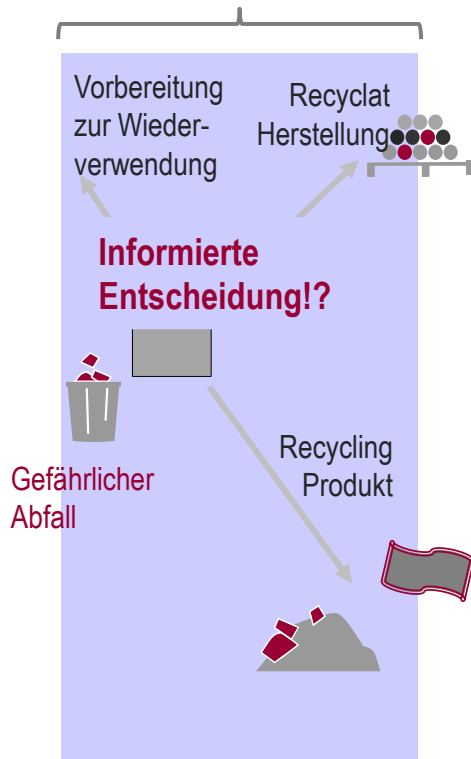 Vorbereitung
zur Wieder-
verwendung
Recyclat
Herstellung
Informierte
Entscheidung!?
Gefährlicher
Abfall
Recycling
Produkt